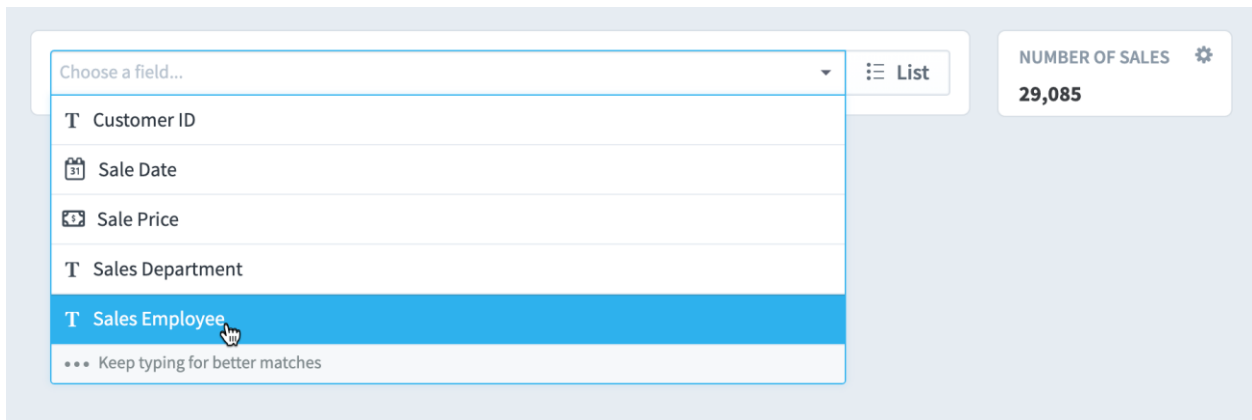 Choose a field...
List
NUMBER OF SALES
29,085
T Customer ID
31 Sale Date
$ Sale Price
T Sales Department
T Sales Employee
••• Keep typing for better matches